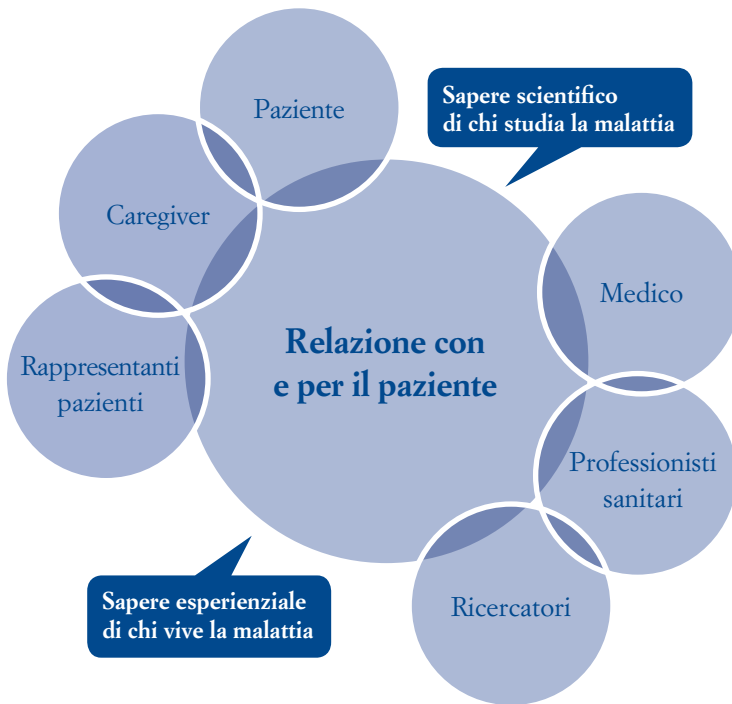 Paziente
Sapere scientifico
di chi studia la malattia
Caregiver
Medico
Relazione con
e per il paziente
Rappresentanti
pazienti
Professionisti
sanitari
Sapere esperienziale
di chi vive la malattia
Ricercatori